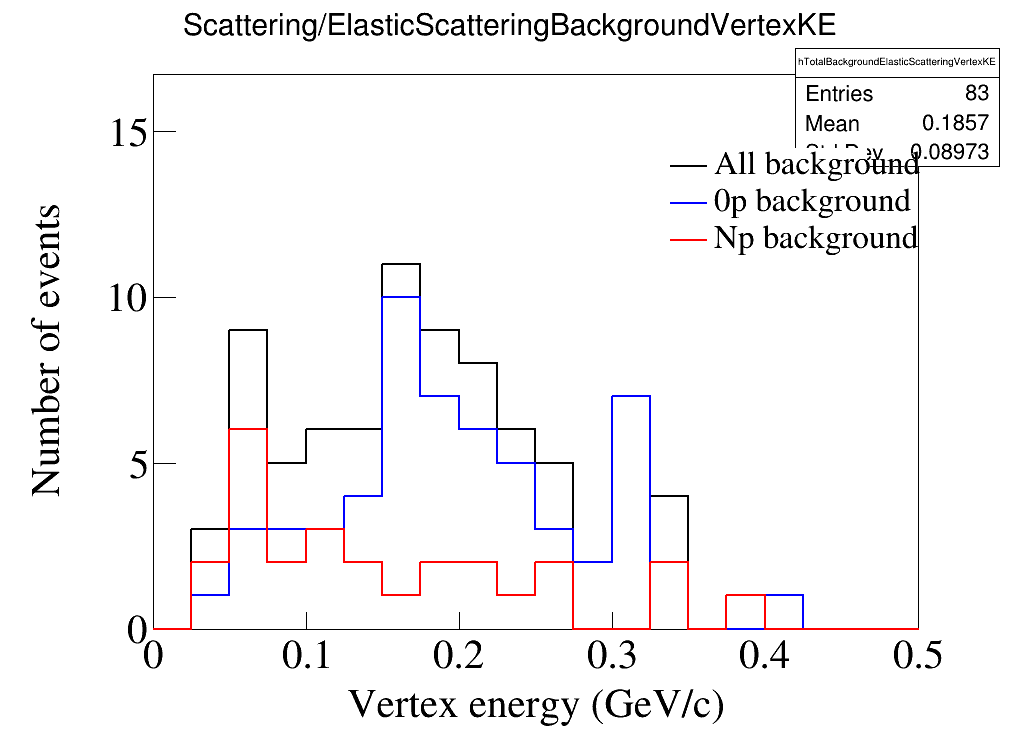 Scattering/ElasticScatteringBackgroundVertexKE
hTotalBackgroundElasticScatteringVertexKE
Entries 83
Mean 0.1857
0.08973
All background
0p background
Np background
Number of events
15
10
5
0
0 0.1 0.2 0.3 0.4 0.5
Vertex energy (GeV/c)